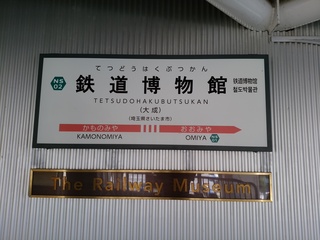 てつどうはくぶつかん
NS
02
鉄道博物館
铁道博物馆
철도박물관
TETSUDOHAKUBUTSUKAN
(大成)
(埼玉県さいたま市)
かものみや
おおみや
KAMONOMIYA
OMIYA
The Railway Museum